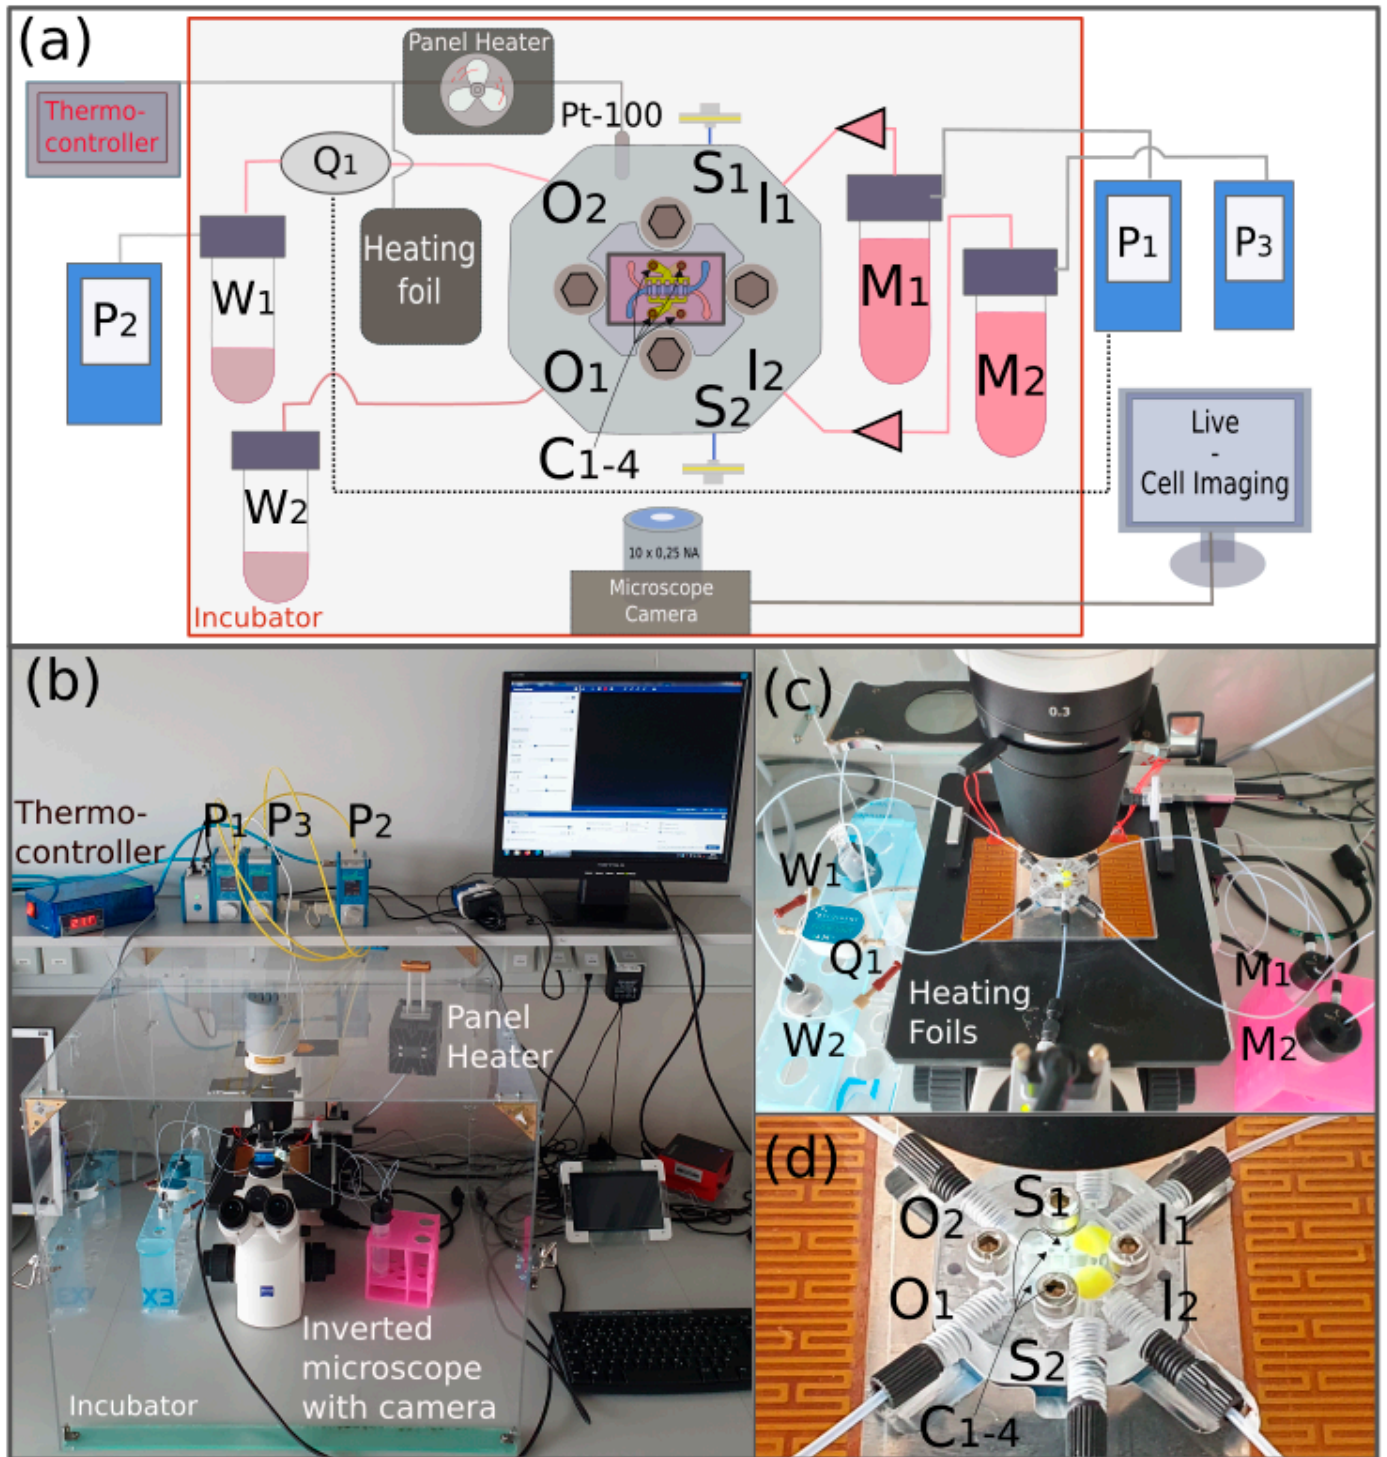 (a)
Panel Heater
Thermo-
controller
Pt-100
Q1
S1
O2
I1
Heating
foil
P2
W1
M1
P1
P3
M2
O1
I2
S2
C1-4
W2
Live
-
Cell Imaging
10 x 0,25 NA
Microscope
Camera
Incubator
(b)
Thermo-
controller
P1
P3
P2
Panel
Heater
EX
X3
Inverted
microscope
with camera
Incubator
(c)
0.3
W1
Q1
W2
Heating
Foils
M1
M2
(d)
S1
O2
I1
O1
I2
S2
C1-4